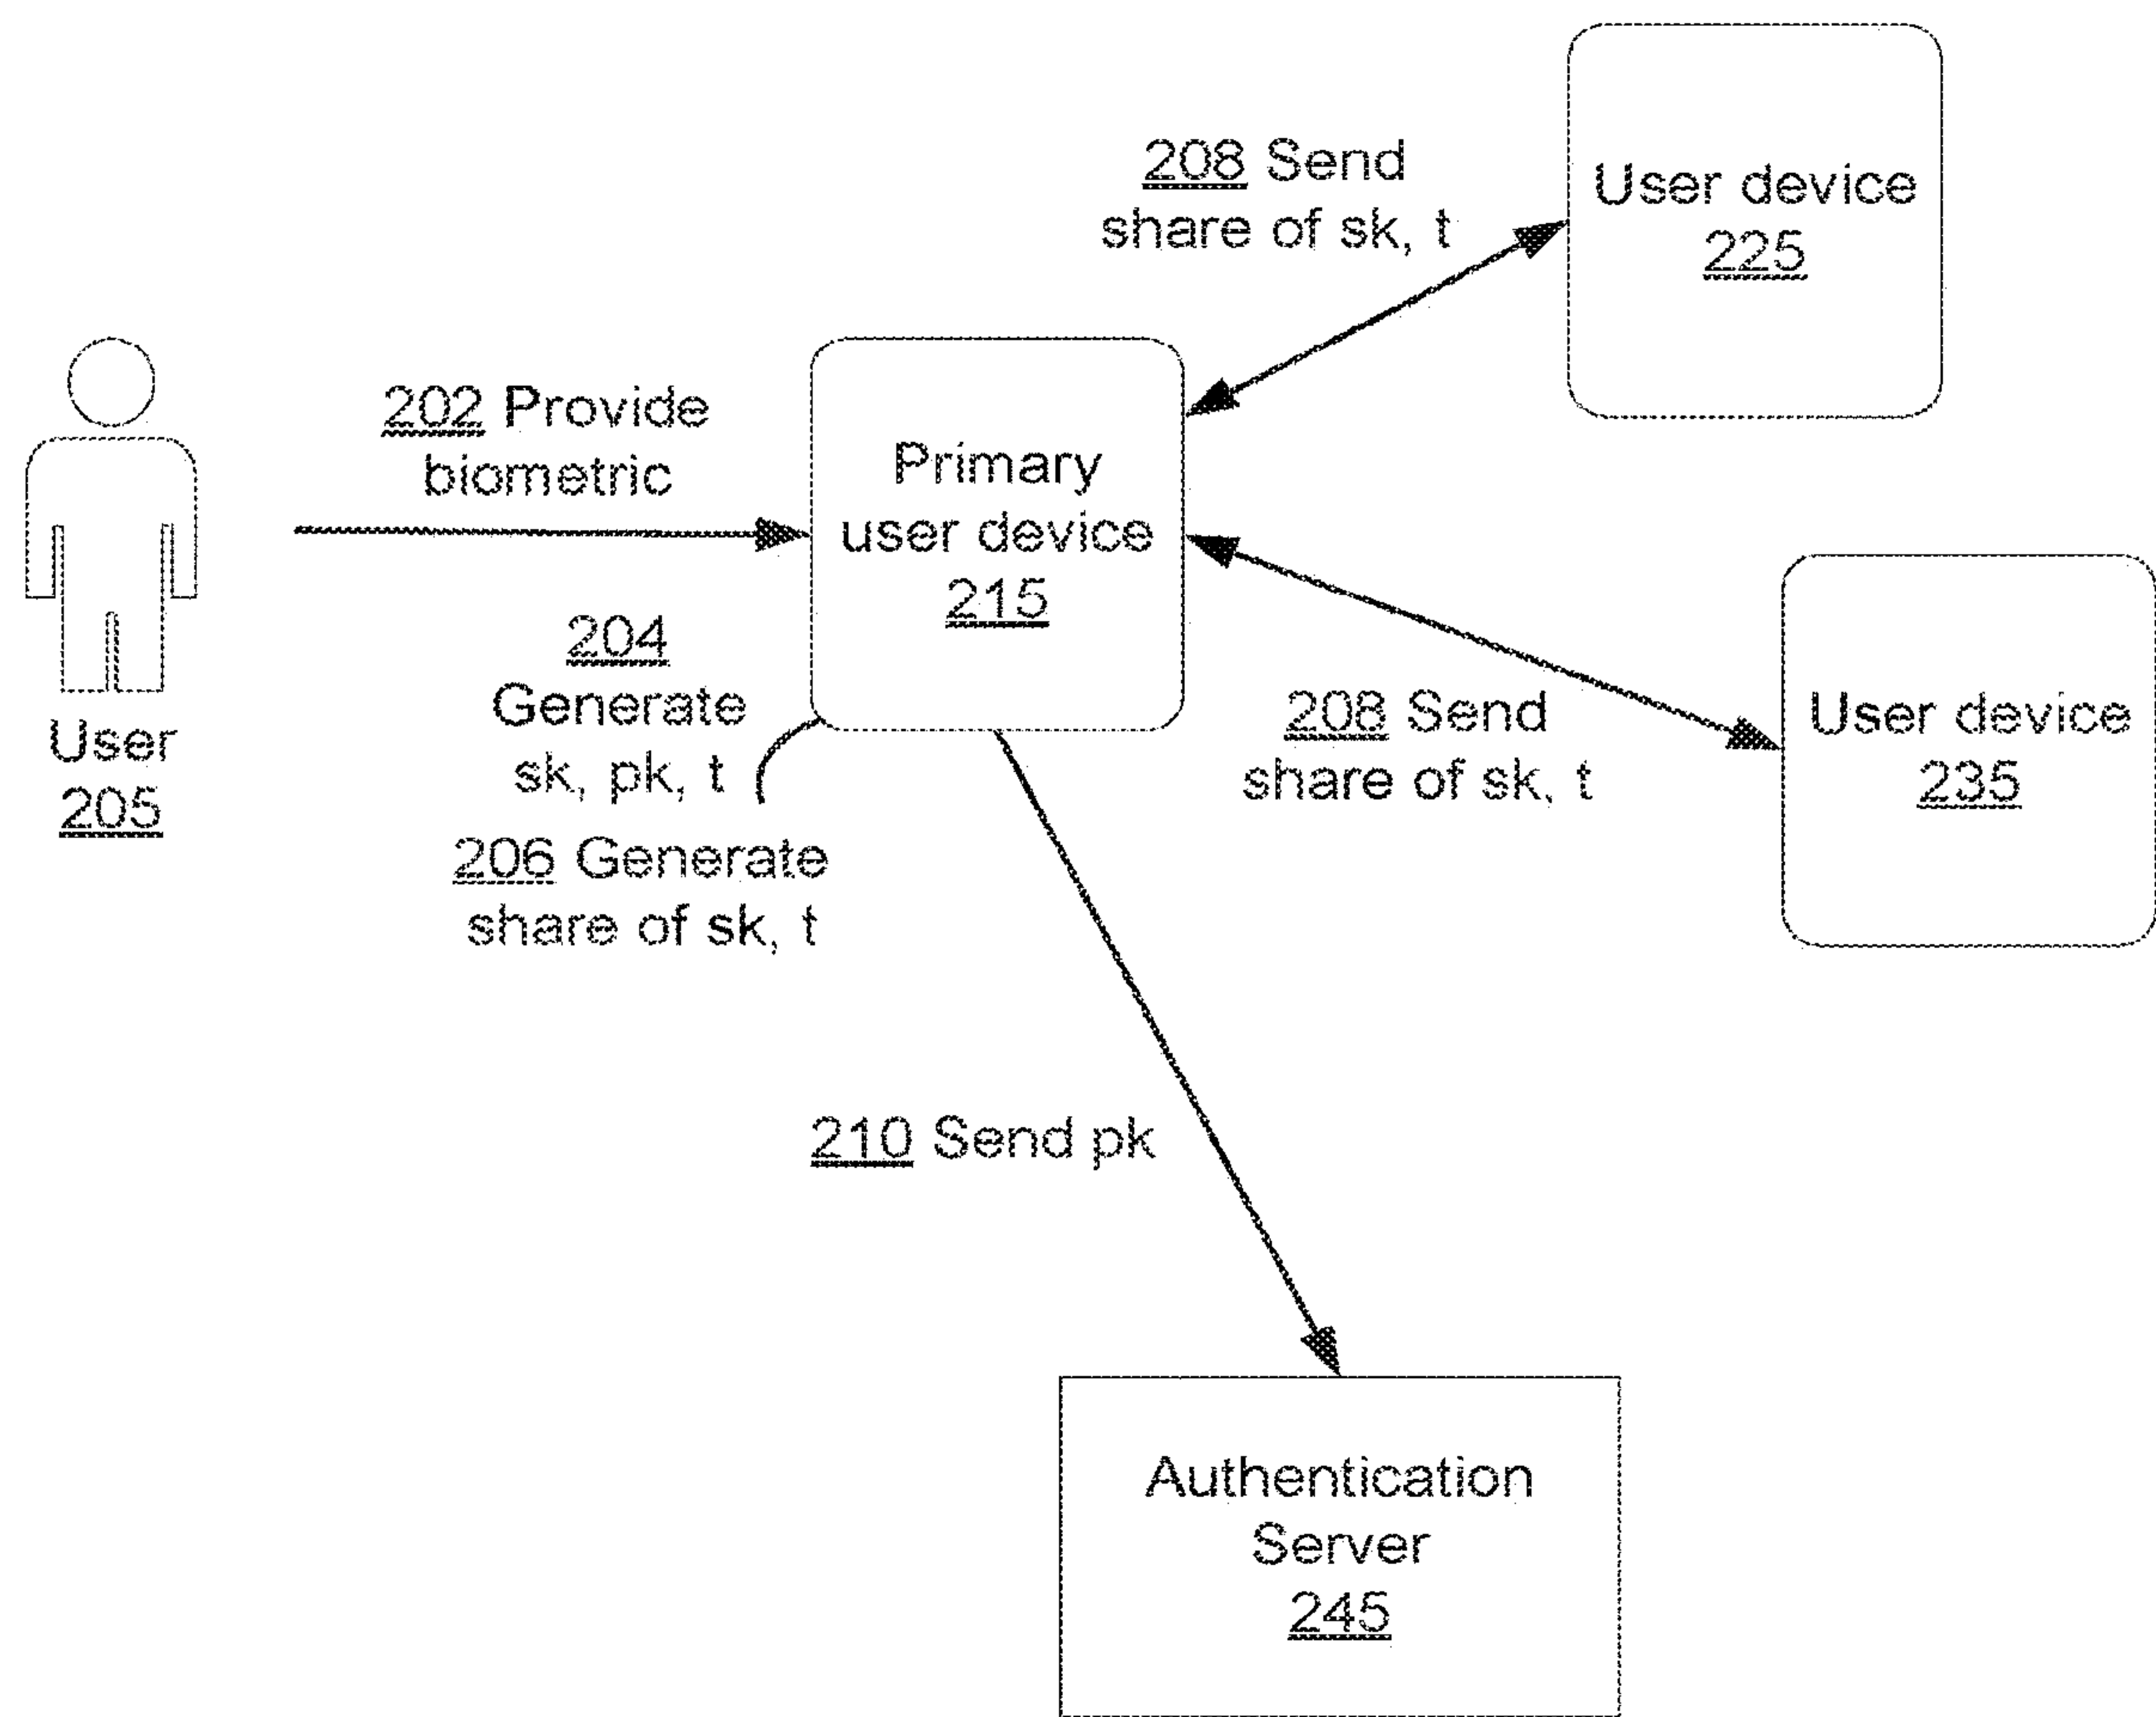 208 Send
share of sk, t
User device
225
202 Provide
biometric
Primary
user device
215
User
205
204
Generate
sk, pk, t
206 Generate
share of sk, t
208 Send
share of sk, t
User device
235
210 Send pk
Authentication
Server
245